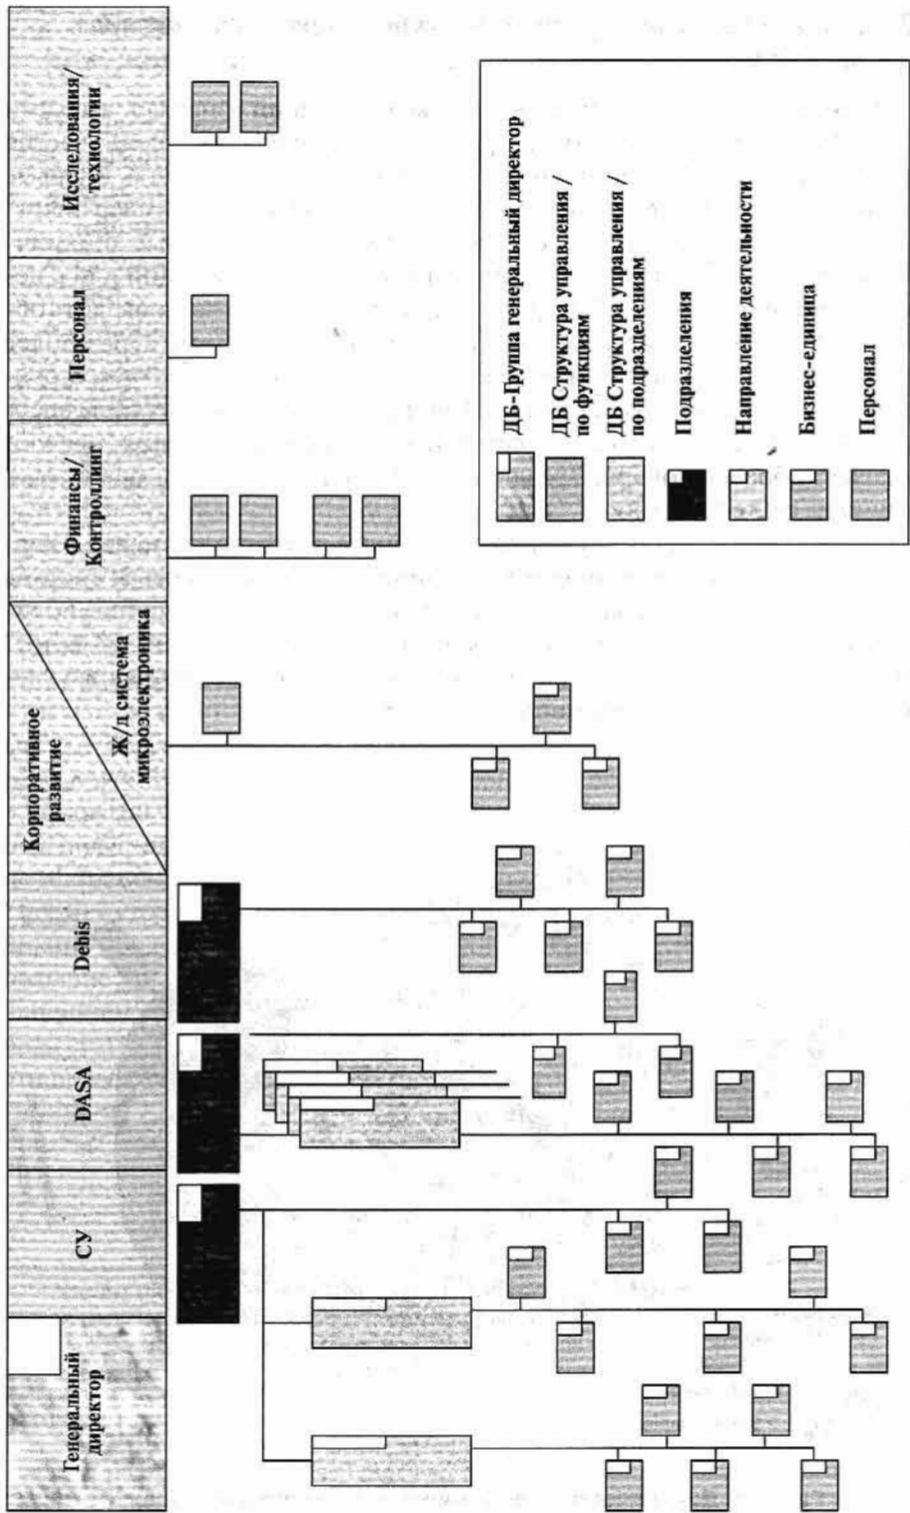 Генеральный
директор
СУ
DASA
Debis
Корпоративное
развитие
Ж/д система
микроэлектроника
Финансы/
Контроллинг
Персонал
Исследования/
технологии
ДБ-Группа генеральный директор
ДБ Структура управления /
по функциям
ДБ Структура управления /
по подразделениям
Подразделения
Направление деятельности
Бизнес-единица
Персонал